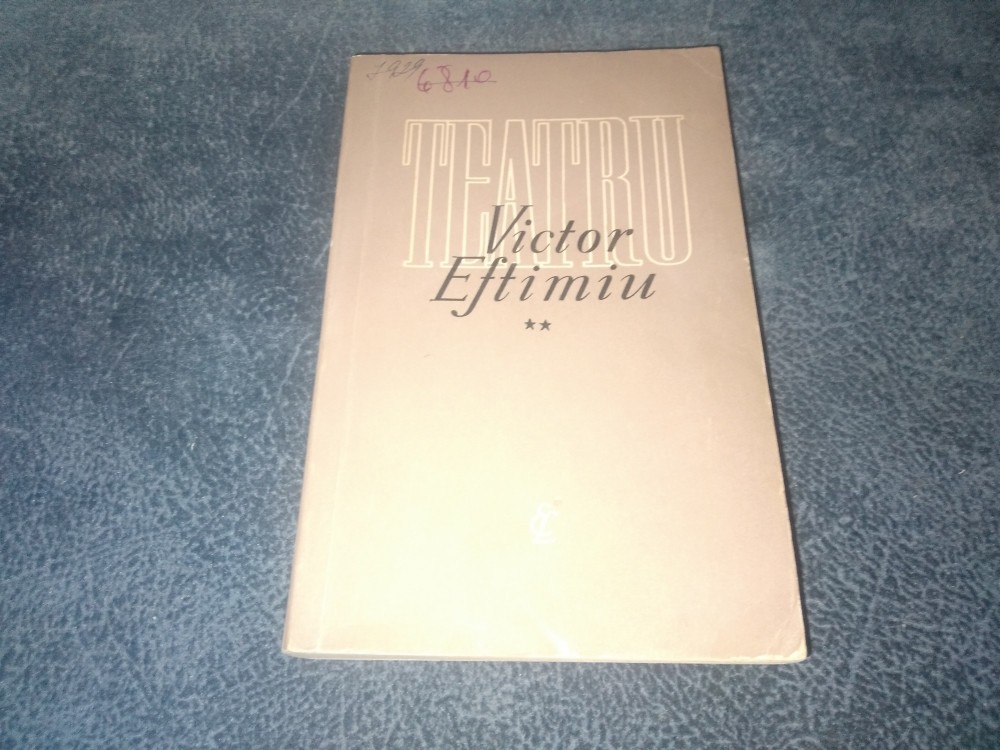 6810
TEATRU
Victor
Eftimiu
**